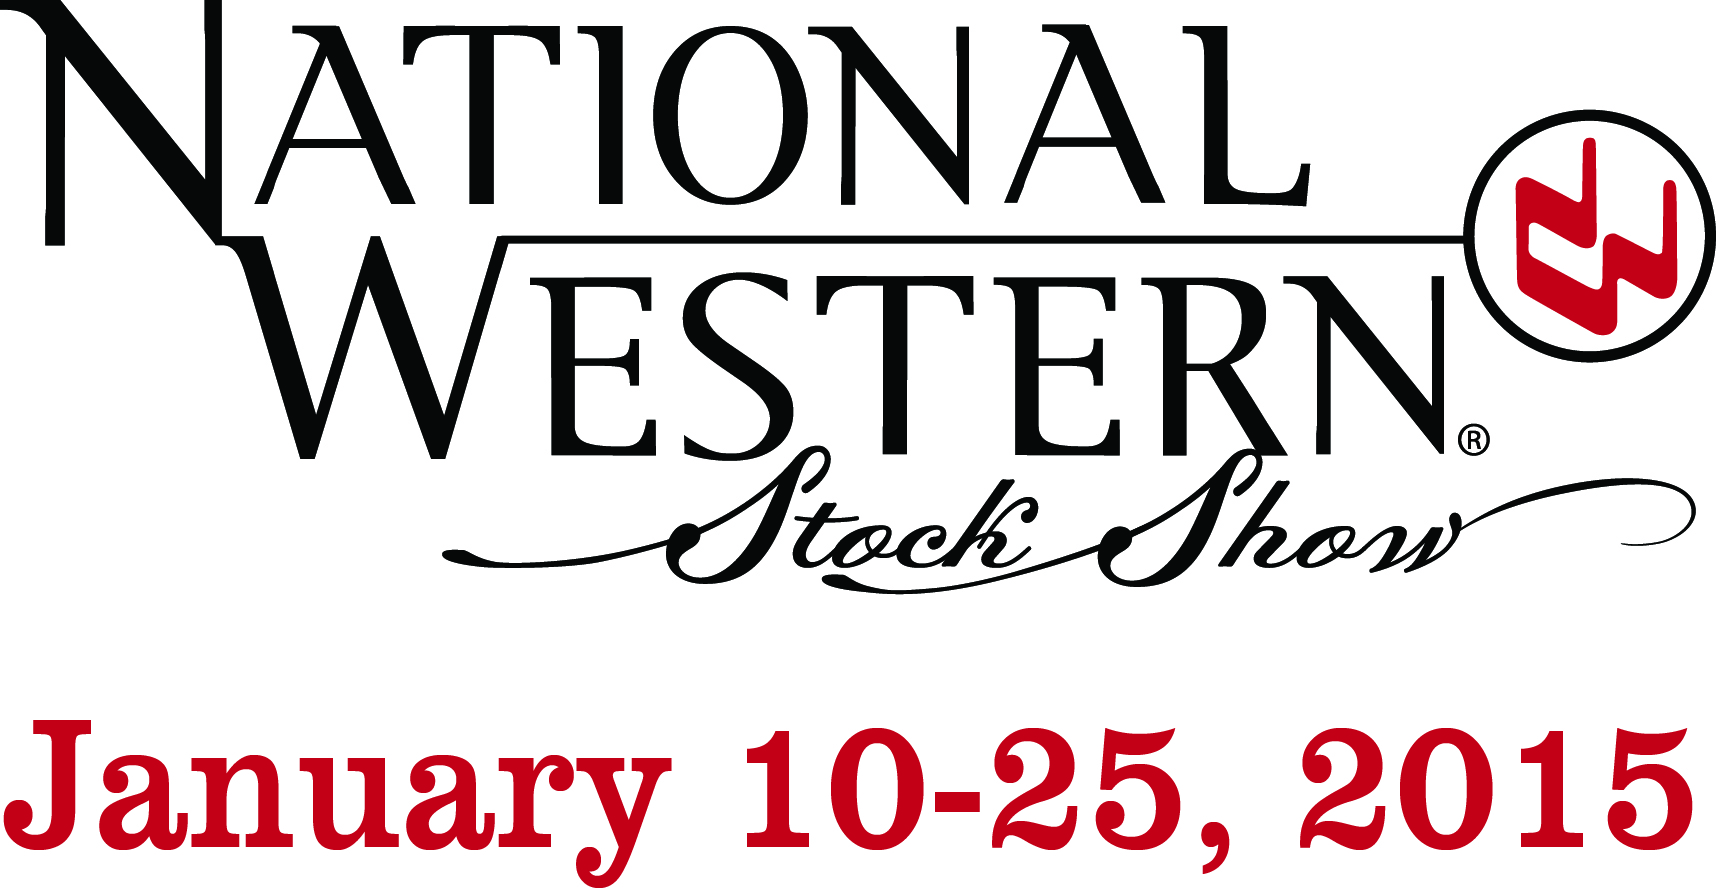 NATIONAL
WESTERN®
Stock Show
January 10-25, 2015